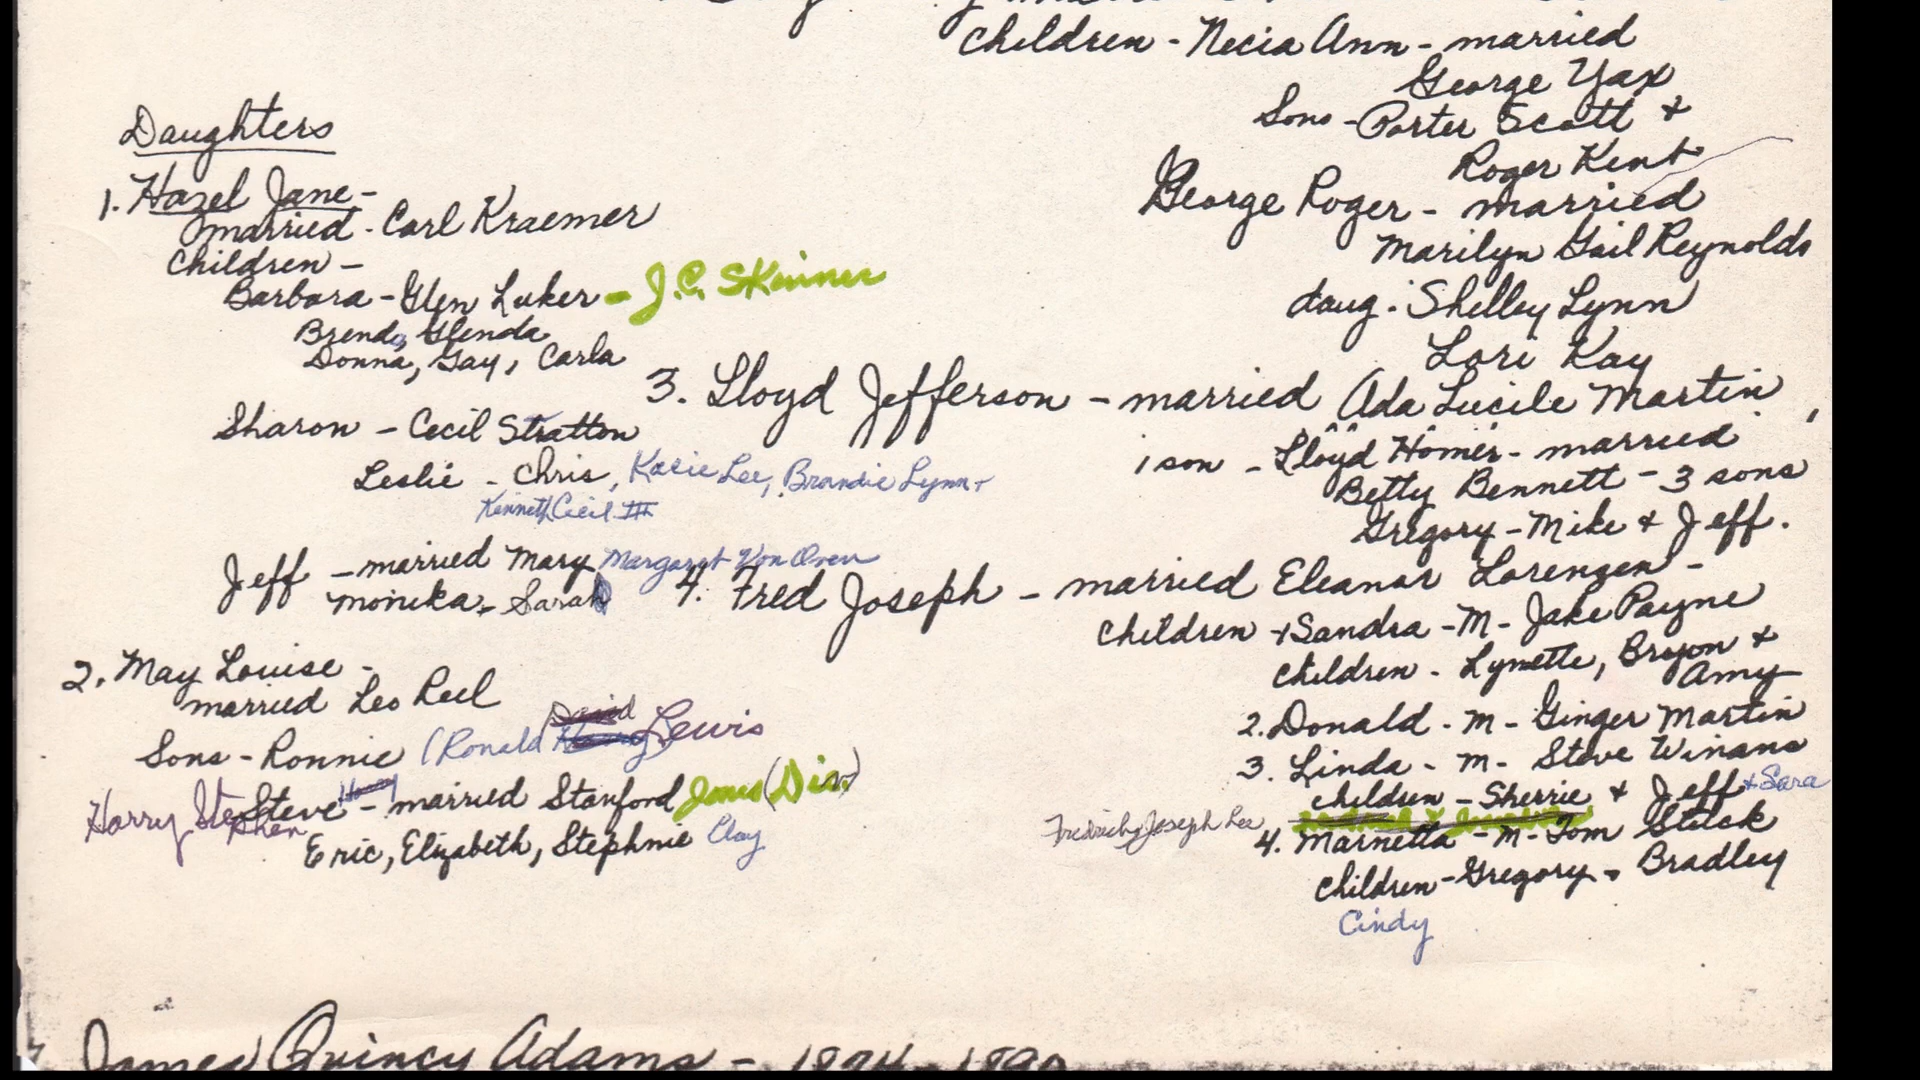 Children - Necia Ann - married
George Yax
Sons - Porter Scott &
Roger Kent
George Roger - married
Marilyn Gail Reynolds
daug. Shelley Lynn
Lori Kay
Daughters
1. Hazel Jane -
married - Carl Kraemer
Children -
Barbara - Glen Luker - J.C. Skinner
Brenda, Glenda
Donna, Gay, Carla
Sharon - Cecil Stratton
Leslie - Chris, Kasie Lee, Brandie Lynn +
Kenneth Cecil III
Jeff - married Mary Margaret Von Oven
Monika - Sarah
2. May Louise -
married Leo Reel
Sons - Ronnie (Ronald David Lewis
Harry Stephen
Steve Harry - married Stanford Jones (Div.)
Eric, Elizabeth, Stephnie Clay
3. Lloyd Jefferson - married Ada Lucile Martin
1 son - Lloyd Homer - married
Betty Bennett - 3 sons
Gregory - Mike & Jeff.
4. Fred Joseph - married Eleanor Lorenzen -
Children + Sandra - M - Jake Payne
Children - Lynette, Bryon &
Amy
2. Donald - M - Ginger Martin
3. Linda - M - Steve Winans
Children - Sherrie & Jeff + Sara
Joseph Lee
4. Marnetta - M - Tom Stack
Children - Gregory - Bradley
Cindy
James Quincy Adams -